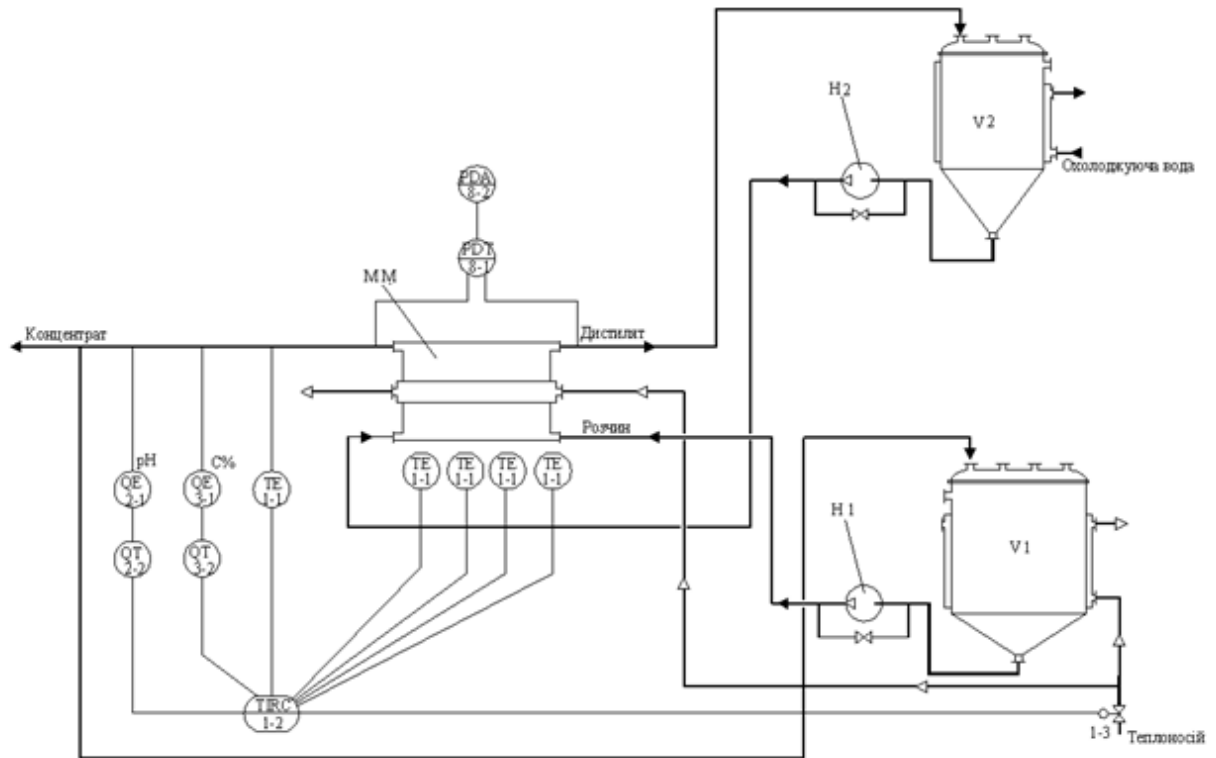 H2
V2
Охолоджуюча вода
PDA
8-2
PDT
8-1
ММ
Концентрат
Дистилят
Розчин
pH
C%
QE
2-1
QE
3-1
TE
1-1
TE
1-1
TE
1-1
TE
1-1
TE
1-1
H1
V1
QT
2-2
QT
3-2
TIRC
1-2
1-3
Теплоносій